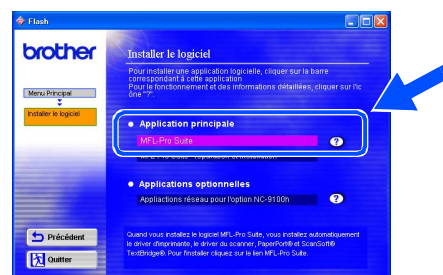 Flash
brother
Installer le logiciel
Pour installer une application logicielle, cliquer sur la barre
correspondant à cette application
Pour le fonctionnement et des informations détaillées, cliquer sur l'ic
ône "?".
Menu Principal
Installer le logiciel
Application principale
MFL-Pro Suite ?
MFL-Pro Suite
Applications optionnelles
Appliactions réseau pour l'option NC-9100h ?
Précédent
Quitter
Quand vous installez le logiciel MFL-Pro Suite, vous installez automatiquement
le driver d'imprimante, le driver du scanner, PaperPort® et ScanSoft®
TextBridge®. Pour l'installer cliquez sur le lien MFL-Pro Suite.